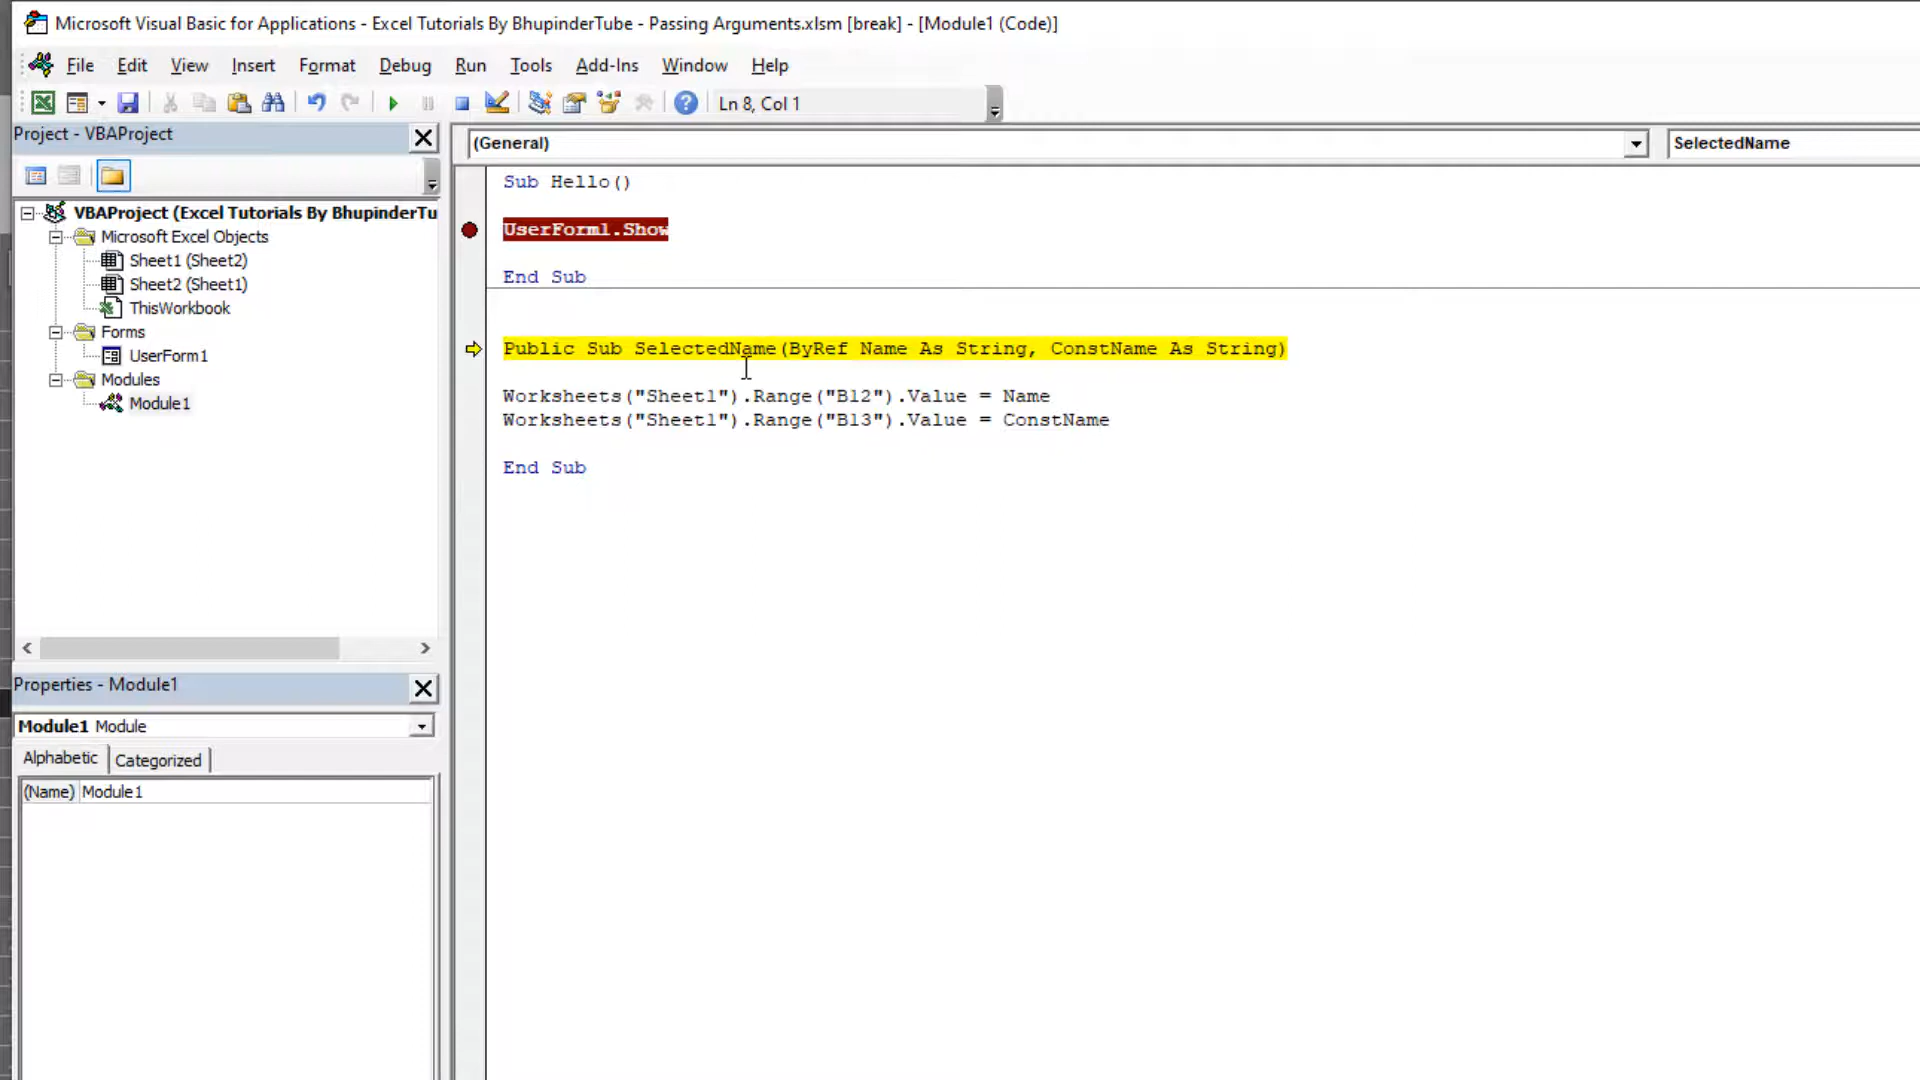 Microsoft Visual Basic for Applications - Excel Tutorials By BhupinderTube - Passing Arguments.xlsm [break] - [Module1 (Code)]
File Edit View Insert Format Debug Run Tools Add-Ins Window Help
Ln 8, Col 1
Project - VBAProject
(General)
SelectedName
VBAProject (Excel Tutorials By BhupinderTu
Microsoft Excel Objects
Sheet1 (Sheet2)
Sheet2 (Sheet1)
ThisWorkbook
Forms
UserForm1
Modules
Module1
Sub Hello()
UserForm1.Show
End Sub
Public Sub SelectedName(ByRef Name As String, ConstName As String)
Worksheets("Sheet1").Range("B12").Value = Name
Worksheets("Sheet1").Range("B13").Value = ConstName
End Sub
Properties - Module1
Module1 Module
Alphabetic Categorized
(Name) Module1